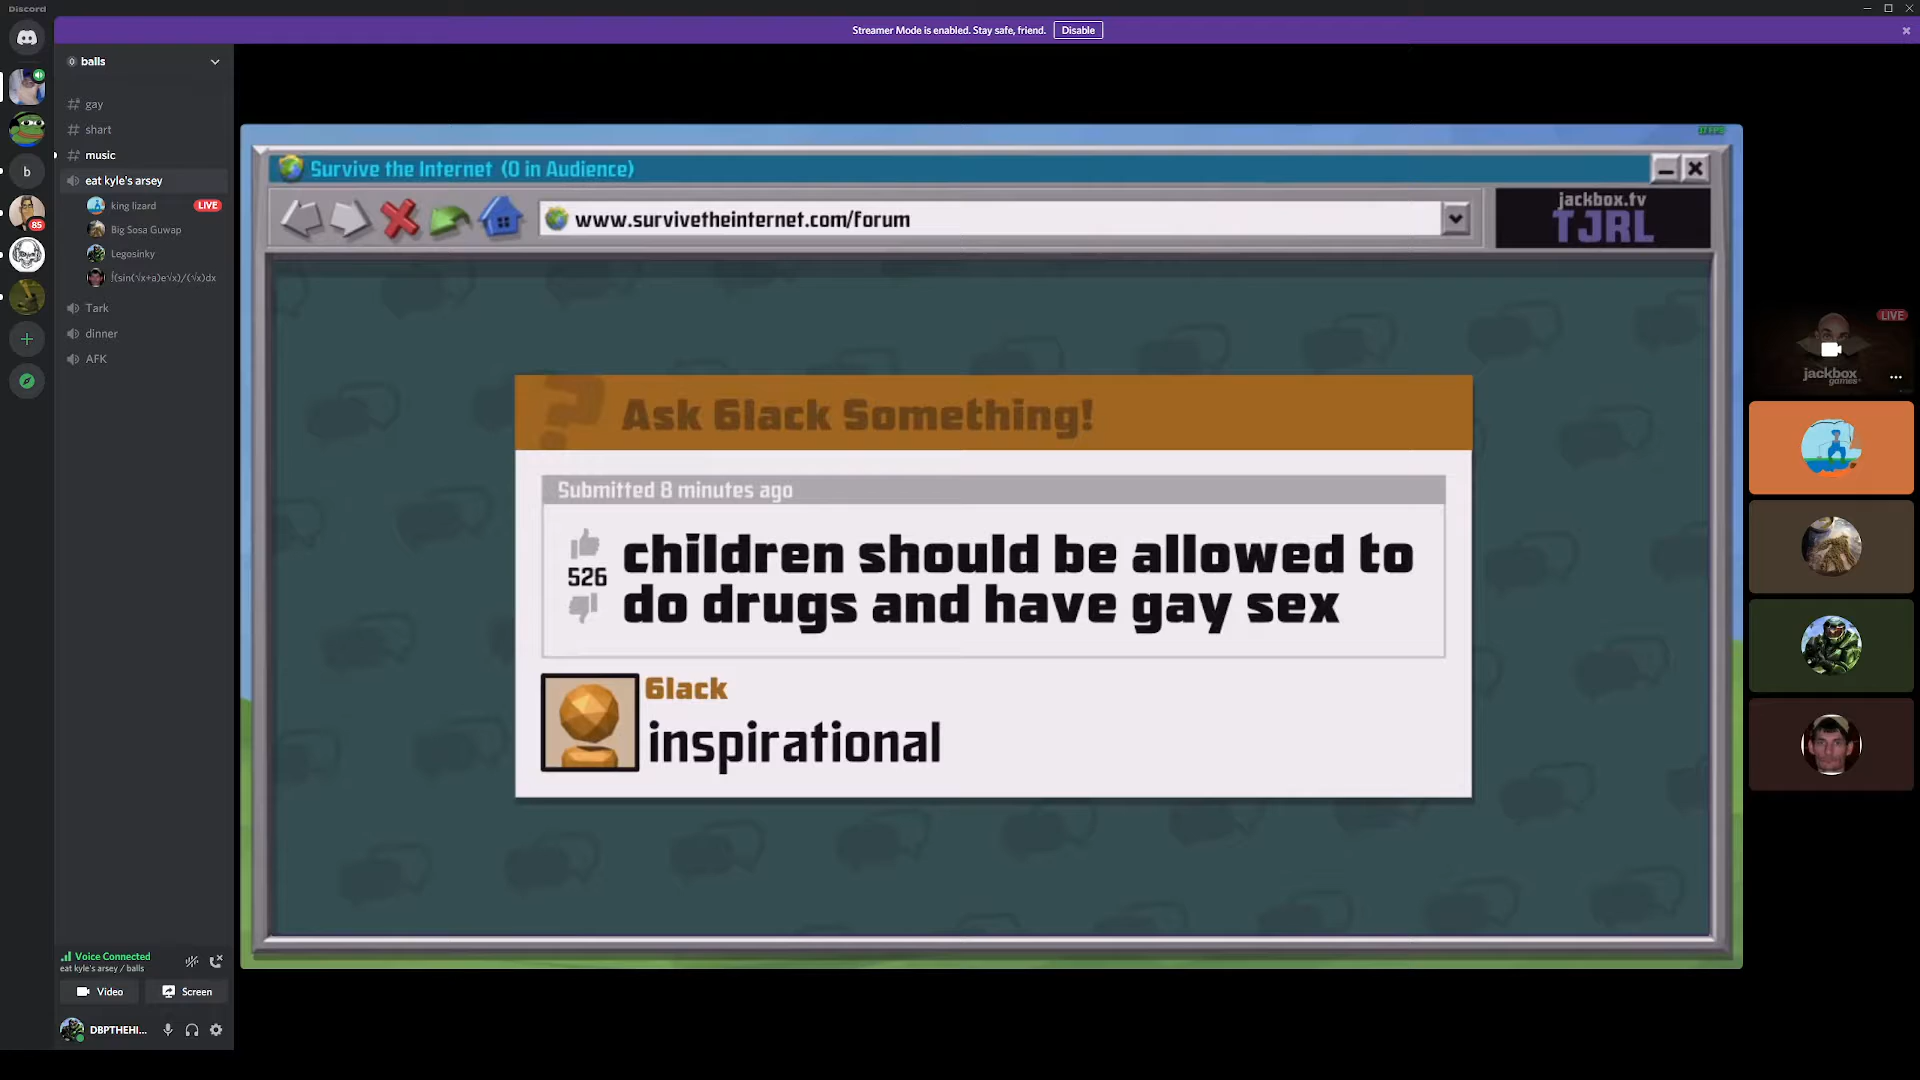 Discord
Streamer Mode is enabled. Stay safe, friend. Disable
balls
gay
shart
music
eat kyle's arsey
king lizard LIVE
Big Sosa Guwap
Legosinky
∫(sin(√x+a)e√x)/(√x)dx
Tark
dinner
AFK
b
85
Voice Connected
eat kyle's arsey / balls
Video Screen
DBPTHEHI...
Survive the Internet (0 in Audience)
www.survivetheinternet.com/forum
jackbox.tv
TJRL
Ask 6lack Something!
Submitted 8 minutes ago
526
children should be allowed to
do drugs and have gay sex
6lack
inspirational
LIVE
jackbox
games